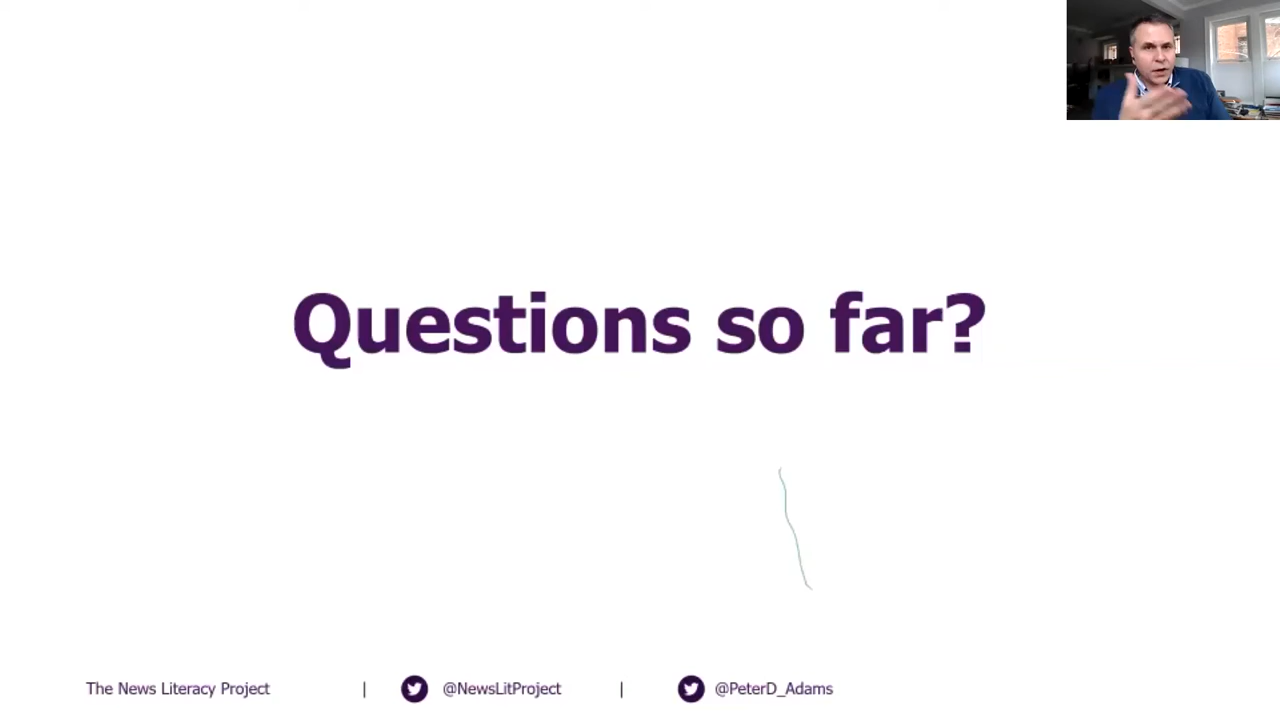 Questions so far?
The News Literacy Project | @NewsLitProject | @PeterD_Adams